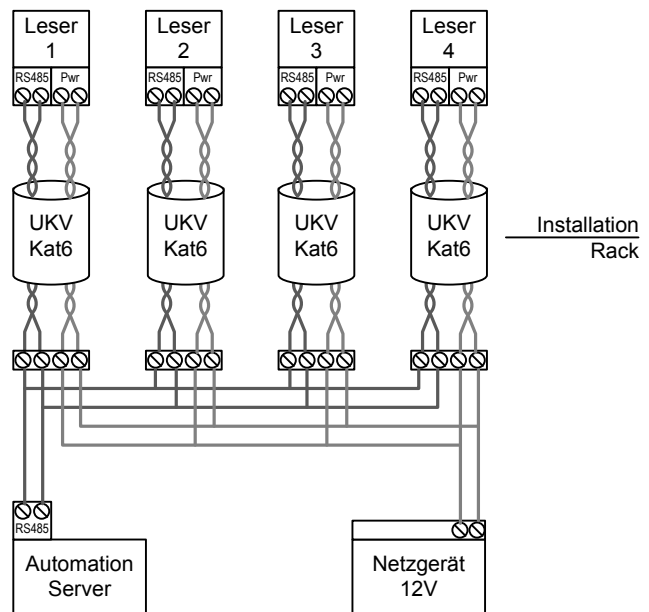 Leser
1
Leser
2
Leser
3
Leser
4
RS485 Pwr
RS485 Pwr
RS485 Pwr
RS485 Pwr
UKV
Kat6
UKV
Kat6
UKV
Kat6
UKV
Kat6
Installation
Rack
RS485
Automation
Server
Netzgerät
12V